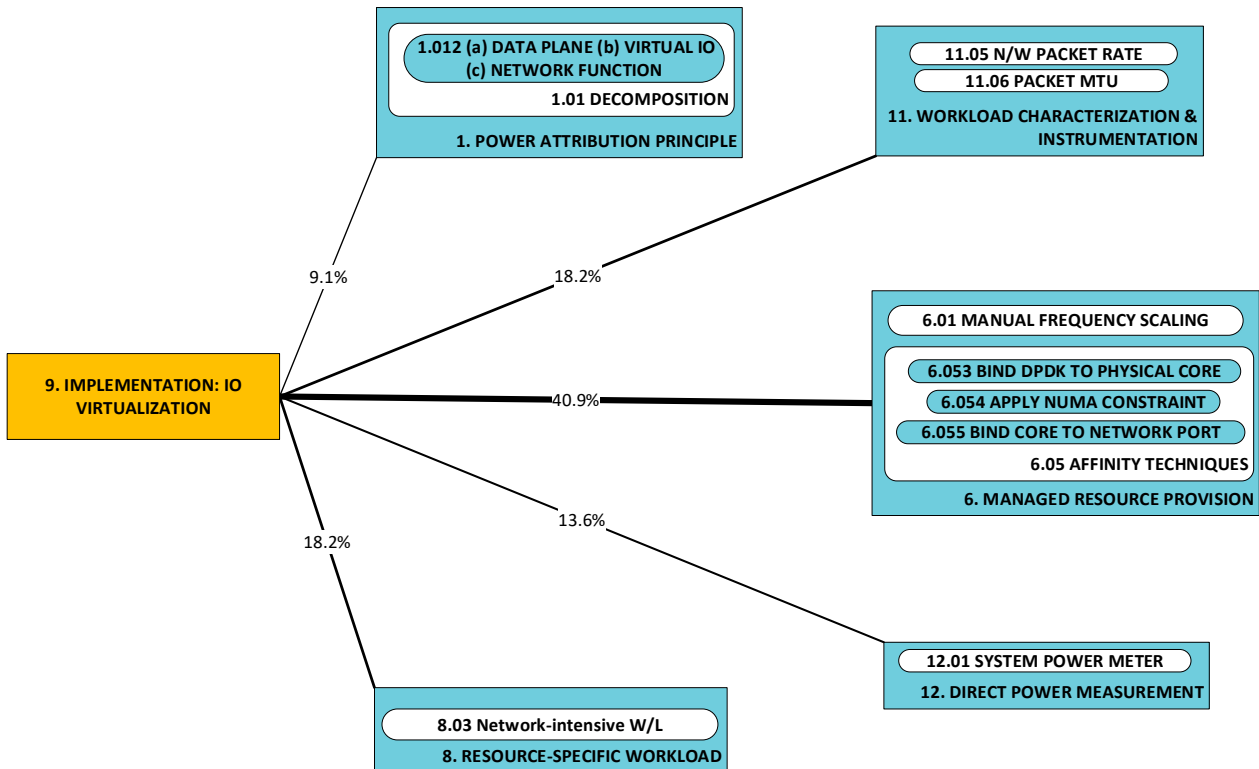 1.012 (a) DATA PLANE (b) VIRTUAL IO
(c) NETWORK FUNCTION
1.01 DECOMPOSITION
1. POWER ATTRIBUTION PRINCIPLE
11.05 N/W PACKET RATE
11.06 PACKET MTU
11. WORKLOAD CHARACTERIZATION &
INSTRUMENTATION
9.1%
18.2%
9. IMPLEMENTATION: IO
VIRTUALIZATION
40.9%
6.01 MANUAL FREQUENCY SCALING
6.053 BIND DPDK TO PHYSICAL CORE
6.054 APPLY NUMA CONSTRAINT
6.055 BIND CORE TO NETWORK PORT
6.05 AFFINITY TECHNIQUES
6. MANAGED RESOURCE PROVISION
13.6%
18.2%
12.01 SYSTEM POWER METER
12. DIRECT POWER MEASUREMENT
8.03 Network-intensive W/L
8. RESOURCE-SPECIFIC WORKLOAD